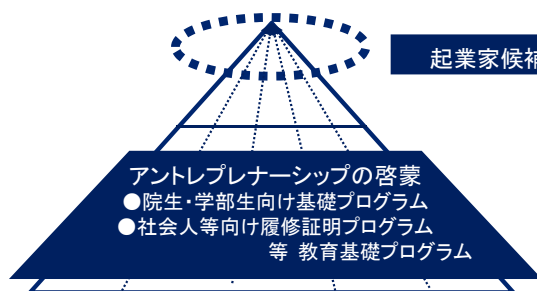 起業家候補
アントレプレナーシップの啓蒙
●院生・学部生向け基礎プログラム
●社会人等向け履修証明プログラム
等 教育基礎プログラム